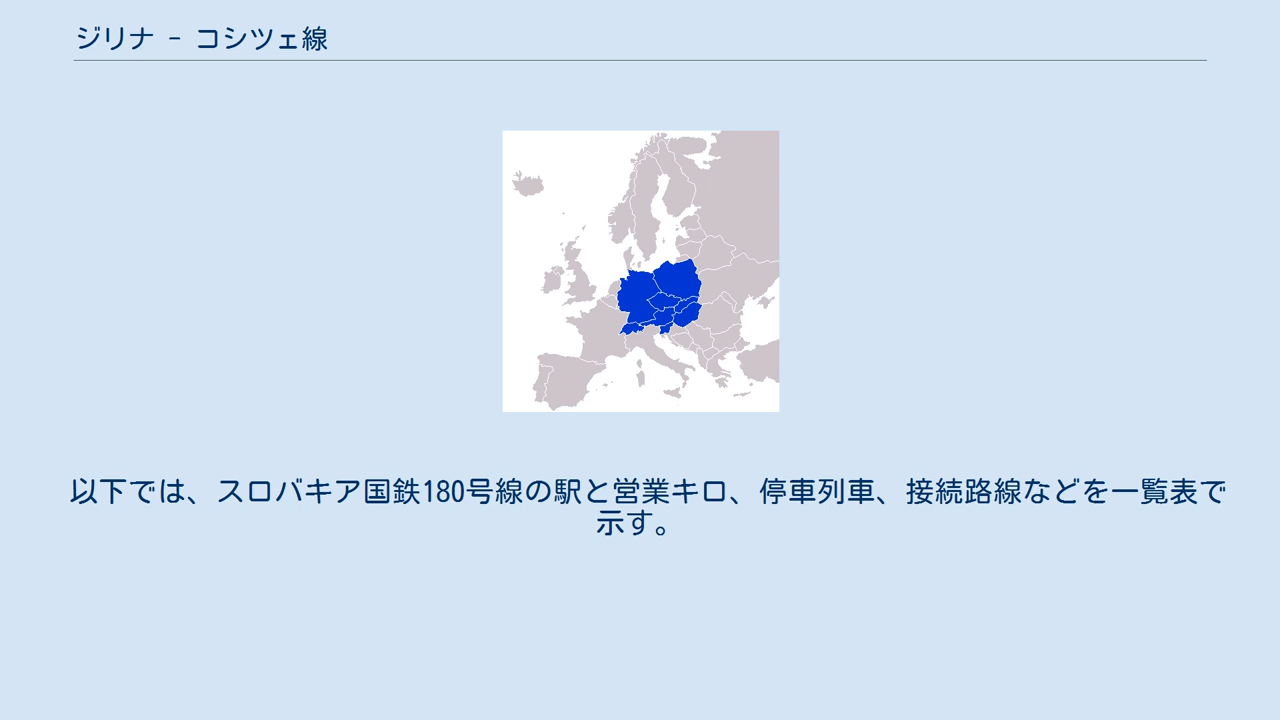 ジリナ - コシツェ線
以下では、スロバキア国鉄180号線の駅と営業キロ、停車列車、接続路線などを一覧表で
示す。